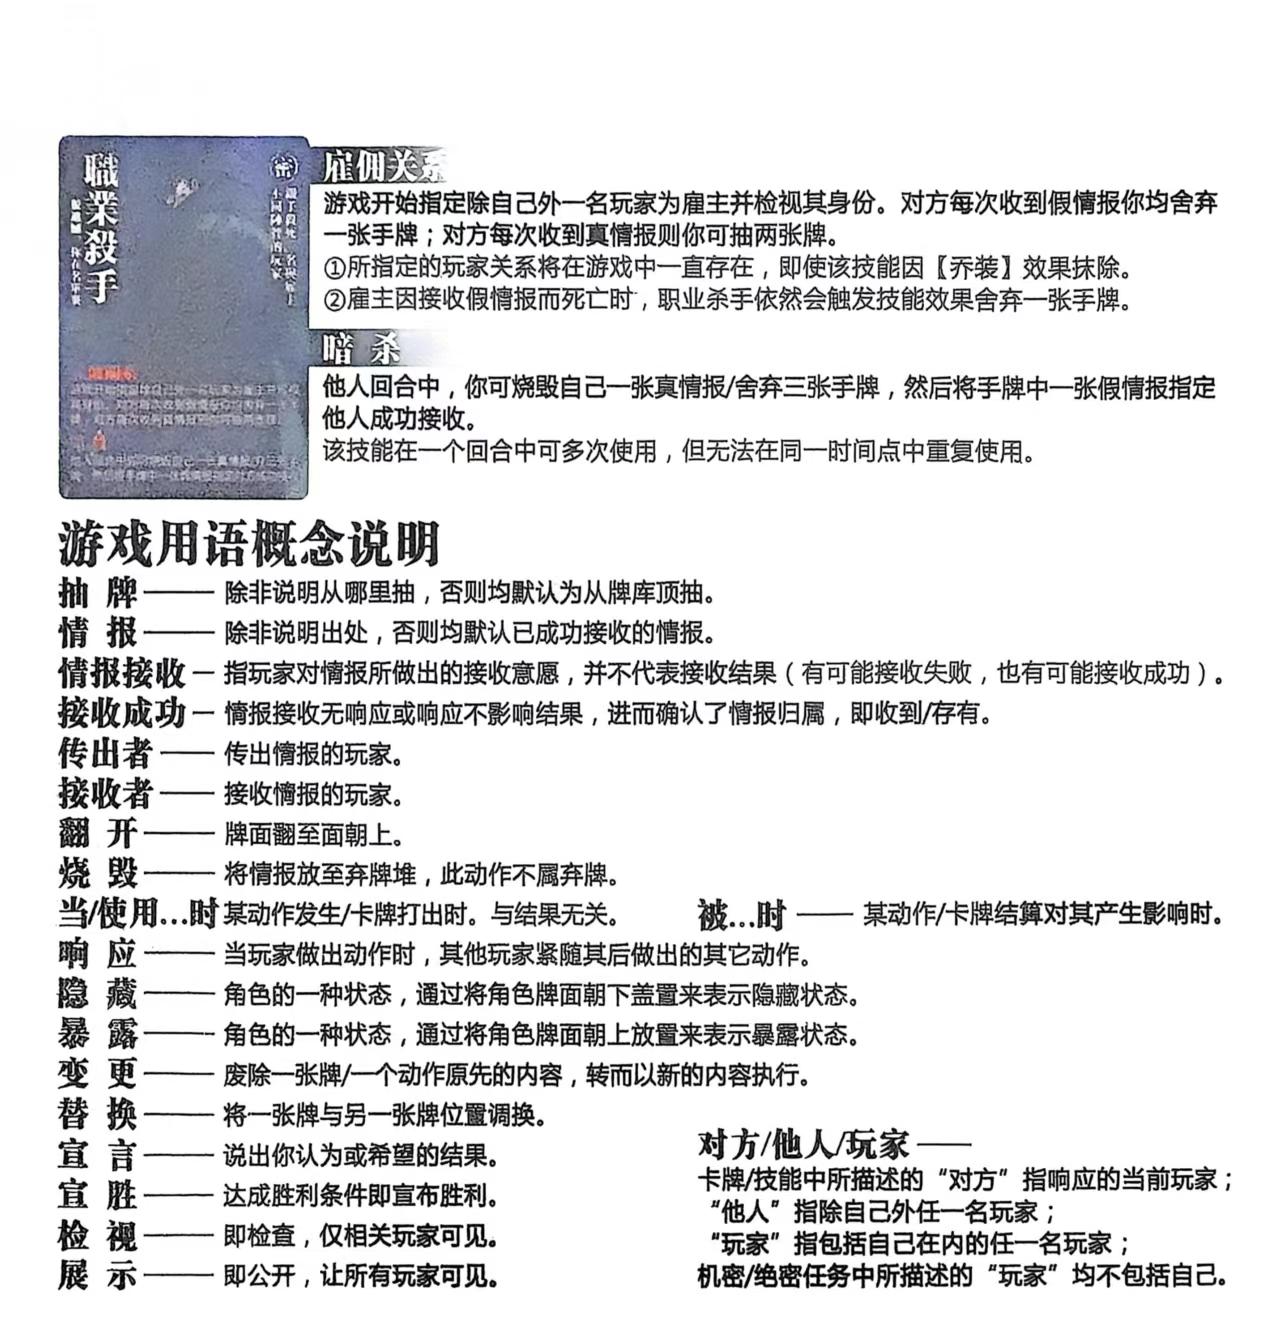 職業殺手
雇佣关系
游戏开始指定除自己外一名玩家为雇主并检视其身份。对方每次收到假情报你均舍弃
一张手牌；对方每次收到真情报则你可抽两张牌。
①所指定的玩家关系将在游戏中一直存在，即使该技能因【乔装】效果抹除。
②雇主因接收假情报而死亡时，职业杀手依然会触发技能效果舍弃一张手牌。
暗 杀
他人回合中，你可烧毁自己一张真情报/舍弃三张手牌，然后将手牌中一张假情报指定
他人成功接收。
该技能在一个回合中可多次使用，但无法在同一时间点中重复使用。
游戏用语概念说明
抽 牌 —— 除非说明从哪里抽，否则均默认为从牌库顶抽。
情 报 —— 除非说明出处，否则均默认已成功接收的情报。
情报接收 — 指玩家对情报所做出的接收意愿，并不代表接收结果（有可能接收失败，也有可能接收成功）。
接收成功 — 情报接收无响应或响应不影响结果，进而确认了情报归属，即收到/存有。
传出者 —— 传出情报的玩家。
接收者 —— 接收情报的玩家。
翻 开 —— 牌面翻至面朝上。
烧 毁 —— 将情报放至弃牌堆，此动作不属弃牌。
当/使用…时 某动作发生/卡牌打出时。与结果无关。
被…时 —— 某动作/卡牌结算对其产生影响时。
响 应 —— 当玩家做出动作时，其他玩家紧随其后做出的其它动作。
隐 藏 —— 角色的一种状态，通过将角色牌面朝下盖置来表示隐藏状态。
暴 露 —— 角色的一种状态，通过将角色牌面朝上放置来表示暴露状态。
变 更 —— 废除一张牌/一个动作原先的内容，转而以新的内容执行。
替 换 —— 将一张牌与另一张牌位置调换。
宣 言 —— 说出你认为或希望的结果。
宣 胜 —— 达成胜利条件即宣布胜利。
检 视 —— 即检查，仅相关玩家可见。
展 示 —— 即公开，让所有玩家可见。
对方/他人/玩家 ——
卡牌/技能中所描述的“对方”指响应的当前玩家；
“他人”指除自己外任一名玩家；
“玩家”指包括自己在内的任一名玩家；
机密/绝密任务中所描述的“玩家”均不包括自己。